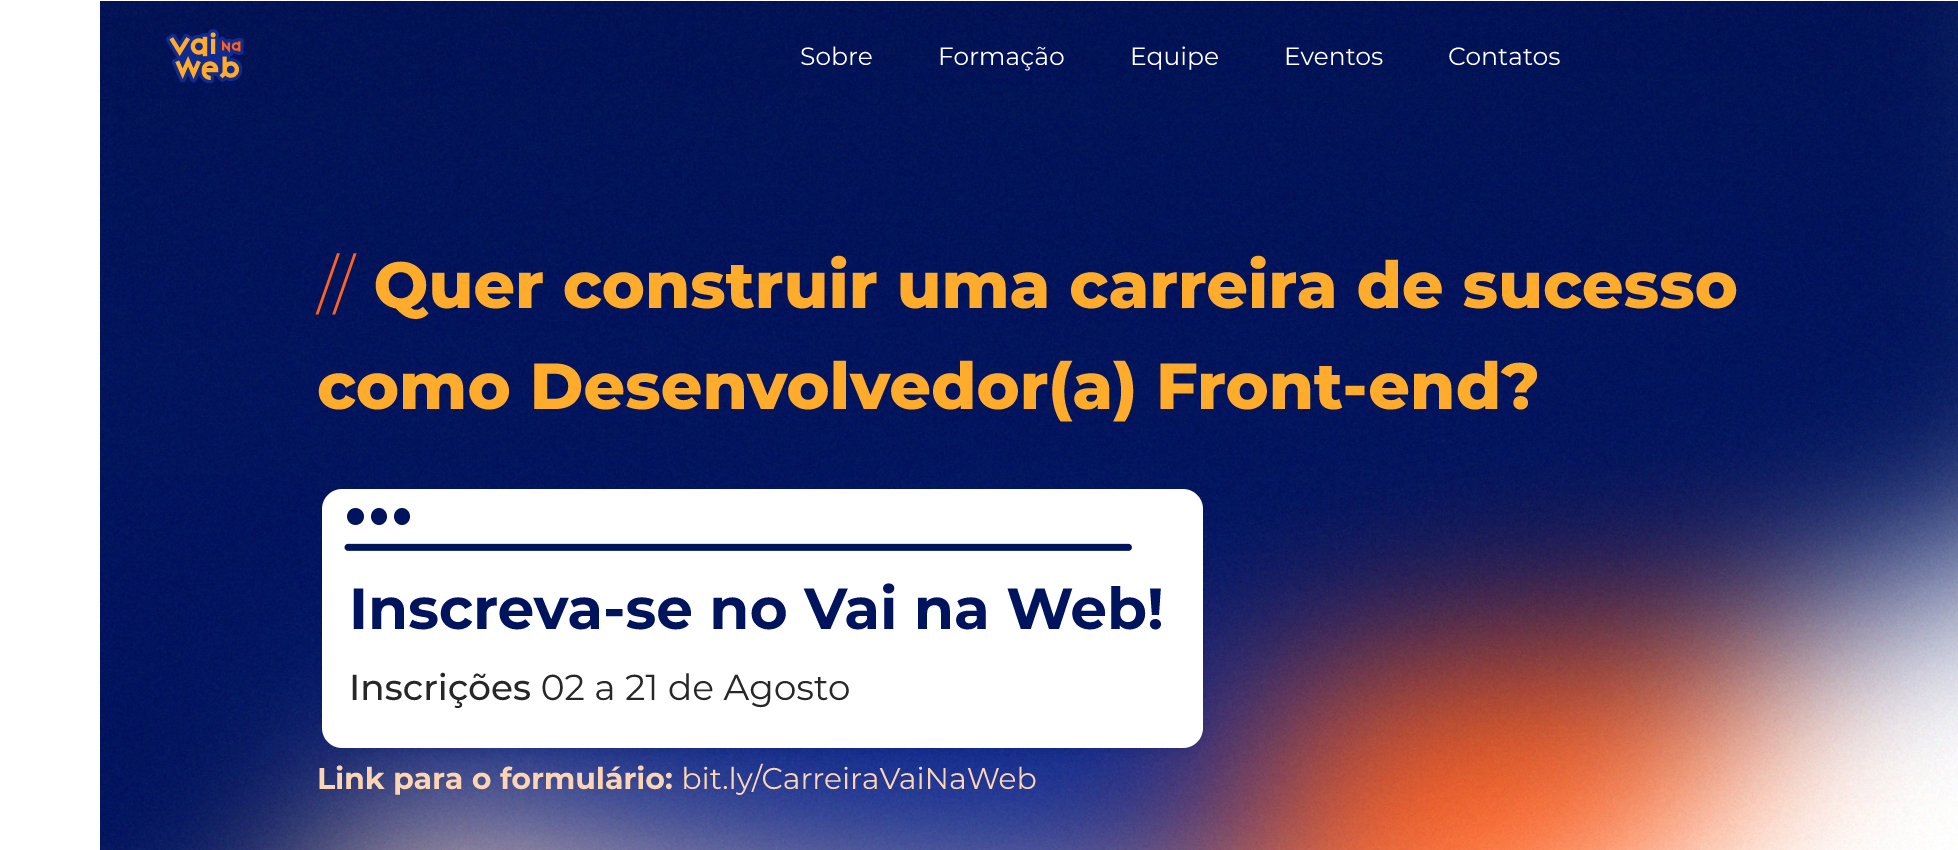 vai na
web
Sobre Formação Equipe Eventos Contatos
// Quer construir uma carreira de sucesso
como Desenvolvedor(a) Front-end?
Inscreva-se no Vai na Web!
Inscrições 02 a 21 de Agosto
Link para o formulário: bit.ly/CarreiraVaiNaWeb